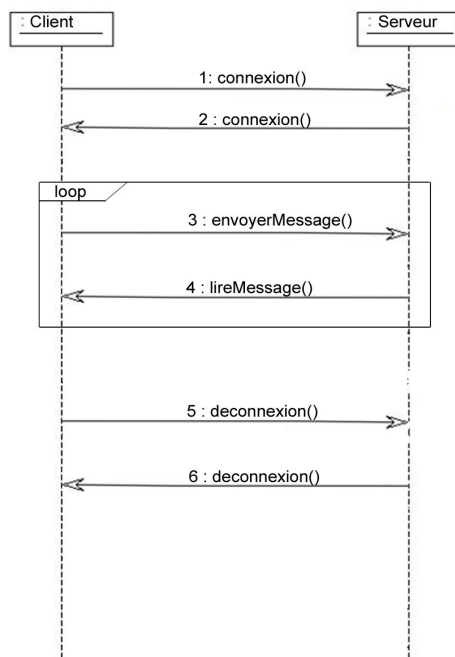 : Client
: Serveur
1: connexion()
2 : connexion()
loop
3 : envoyerMessage()
4 : lireMessage()
5 : deconnexion()
6 : deconnexion()